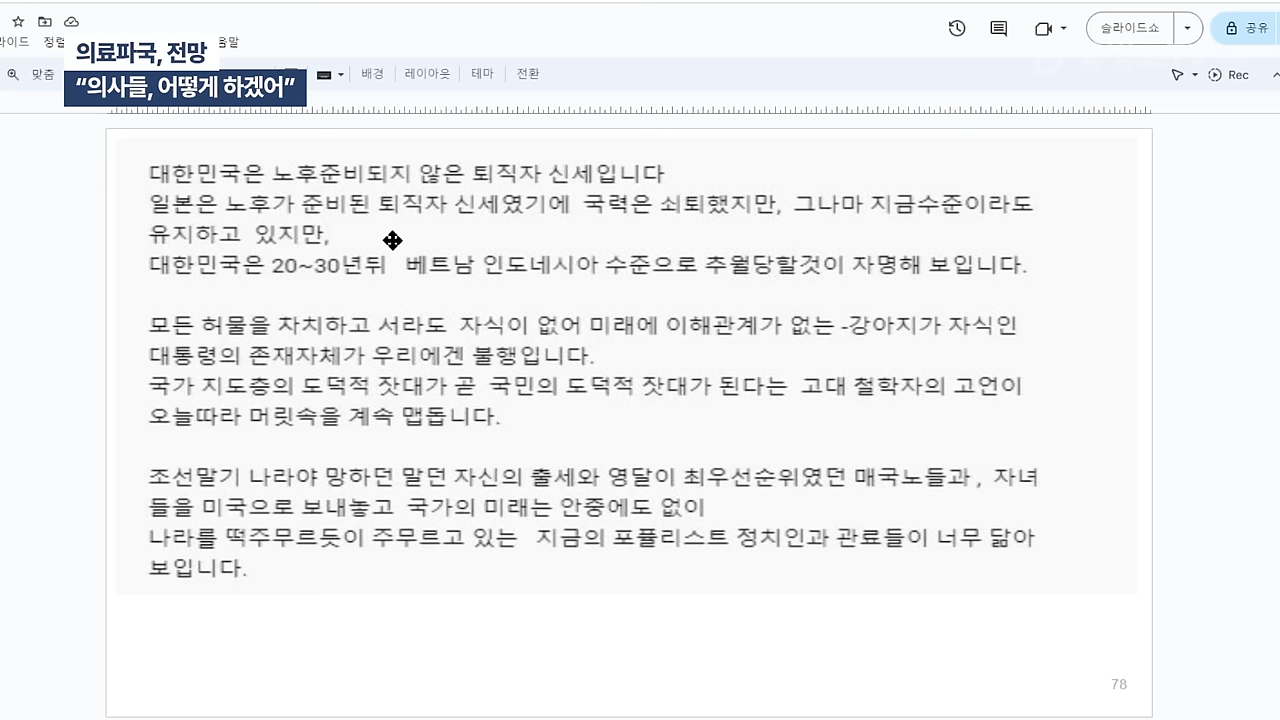 라이드
정렬
움말
의료파국, 전망
“의사들, 어떻게 하겠어”
슬라이드쇼
공유
맞춤
배경
레이아웃
테마
전환
Rec
대한민국은 노후준비되지 않은 퇴직자 신세입니다
일본은 노후가 준비된 퇴직자 신세였기에 국력은 쇠퇴했지만, 그나마 지금수준이라도
유지하고 있지만,
대한민국은 20~30년뒤 베트남 인도네시아 수준으로 추월당할것이 자명해 보입니다.
모든 허물을 차치하고 서라도 자식이 없어 미래에 이해관계가 없는 -강아지가 자식인
대통령의 존재자체가 우리에겐 불행입니다.
국가 지도층의 도덕적 잣대가 곧 국민의 도덕적 잣대가 된다는 고대 철학자의 고언이
오늘따라 머릿속을 계속 맵돕니다.
조선말기 나라야 망하던 말던 자신의 출세와 영달이 최우선순위였던 매국노들과 , 자녀
들을 미국으로 보내놓고 국가의 미래는 안중에도 없이
나라를 떡주무르듯이 주무르고 있는 지금의 포퓰리스트 정치인과 관료들이 너무 닮아
보입니다.
78